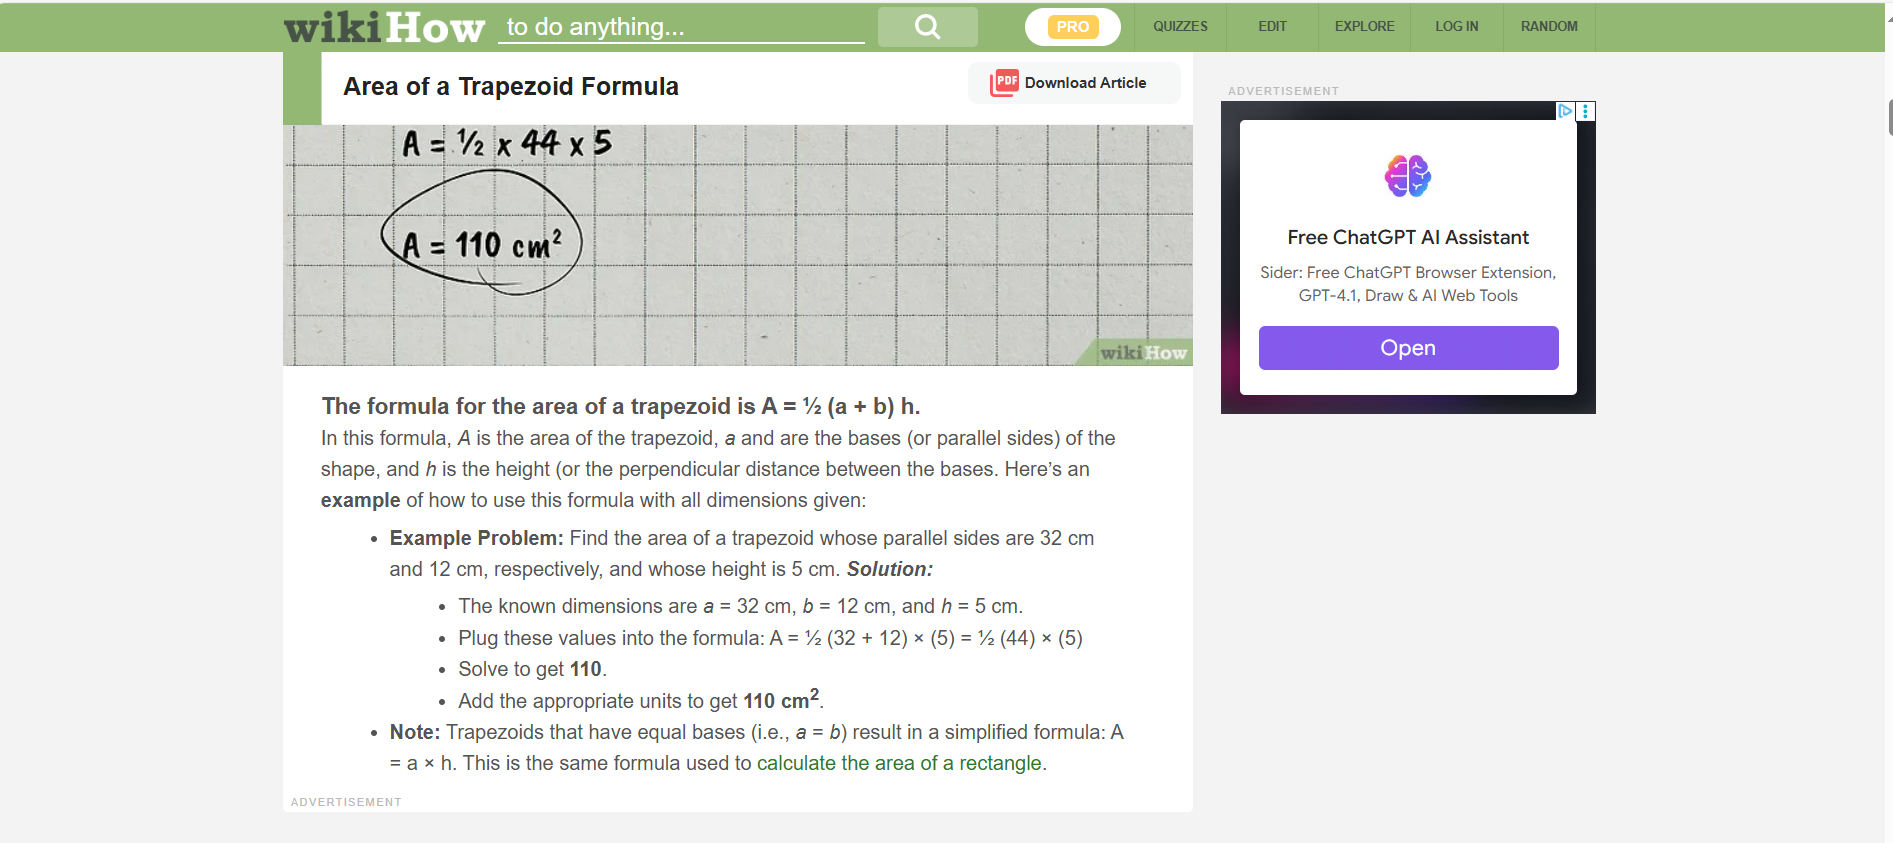 wikiHow to do anything... PRO QUIZZES EDIT EXPLORE LOG IN RANDOM
Area of a Trapezoid Formula
PDF Download Article
A = ½ x 44 x 5
A = 110 cm²
wikiHow
The formula for the area of a trapezoid is A = ½ (a + b) h.
In this formula, A is the area of the trapezoid, a and are the bases (or parallel sides) of the
shape, and h is the height (or the perpendicular distance between the bases. Here’s an
example of how to use this formula with all dimensions given:
• Example Problem: Find the area of a trapezoid whose parallel sides are 32 cm
and 12 cm, respectively, and whose height is 5 cm. Solution:
• The known dimensions are a = 32 cm, b = 12 cm, and h = 5 cm.
• Plug these values into the formula: A = ½ (32 + 12) × (5) = ½ (44) × (5)
• Solve to get 110.
• Add the appropriate units to get 110 cm².
• Note: Trapezoids that have equal bases (i.e., a = b) result in a simplified formula: A
= a × h. This is the same formula used to calculate the area of a rectangle.
ADVERTISEMENT
ADVERTISEMENT
Free ChatGPT AI Assistant
Sider: Free ChatGPT Browser Extension,
GPT-4.1, Draw & AI Web Tools
Open